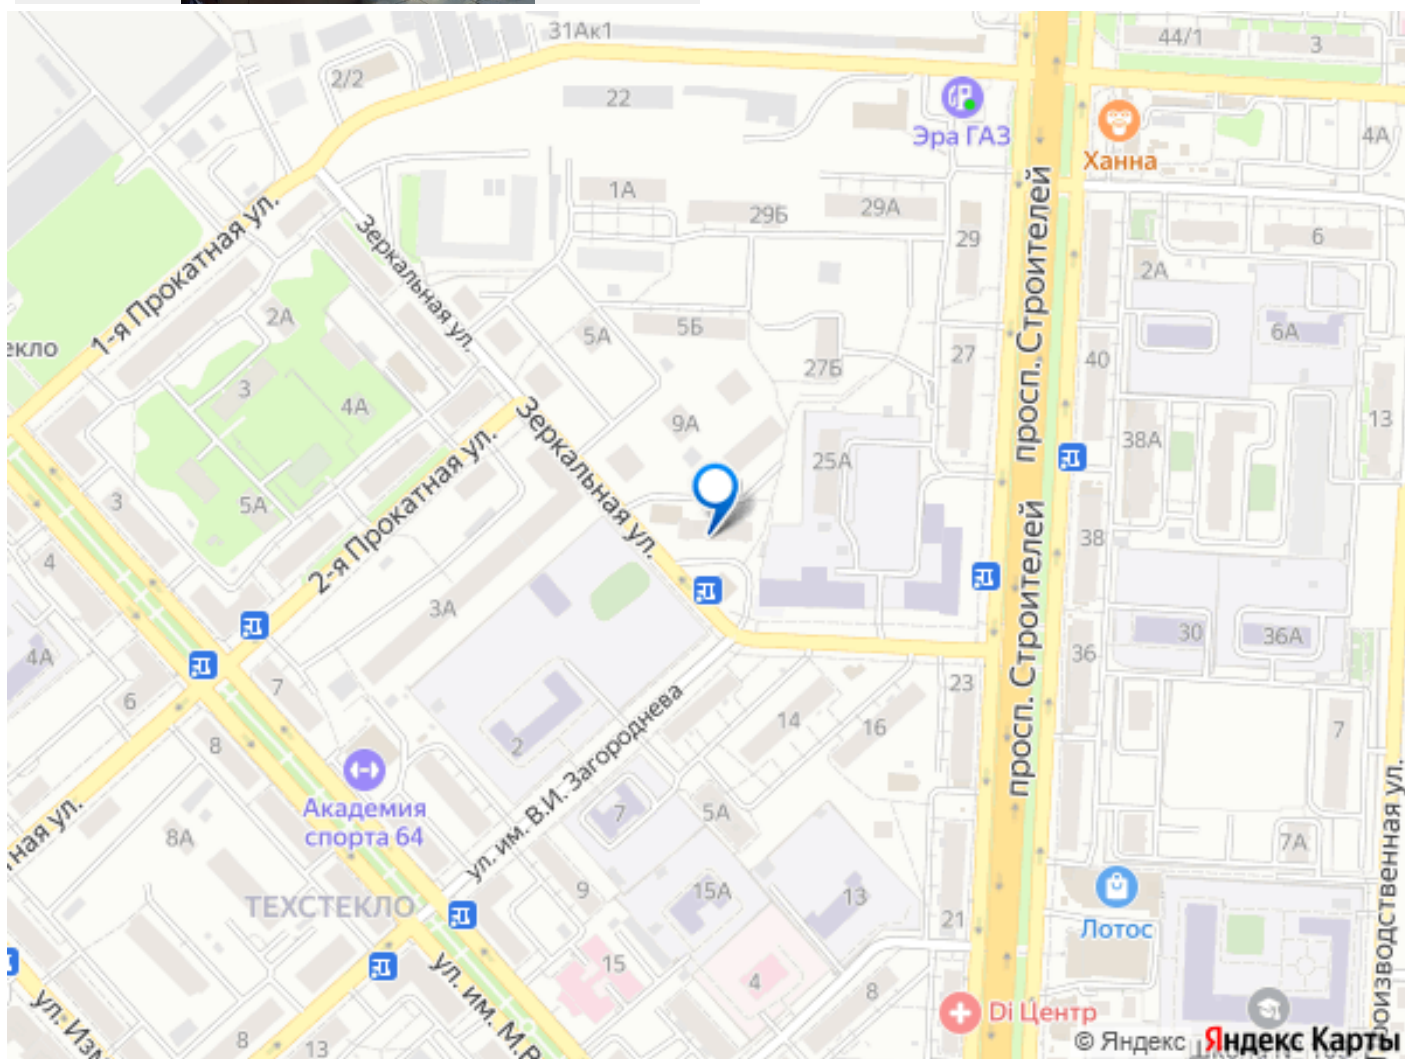 31Ак1
44/1
3
2/2
22
Эра ГАЗ
Ханна
4А
1-я Прокатная ул.
Зеркальная ул.
1А
29Б
29А
29
просп. Строителей
6
2А
2А
5А
5Б
27Б
27
40
6А
екло
3
4А
9А
13
Зеркальная ул.
25А
38А
3
5А
2-я Прокатная ул.
просп. Строителей
38
4
3А
30
36А
4А
7
36
6
8
2
ул. им. В.И. Загороднева
14
16
23
7
Академия
спорта 64
7
5А
ная ул.
8А
7А
ТЕХСТЕКЛО
9
15А
13
21
Лотос
15
4
8
ул. им. М.Р
ул. Изм
8
13
Di Центр
оизводственная ул.
© Яндекс Яндекс Карты